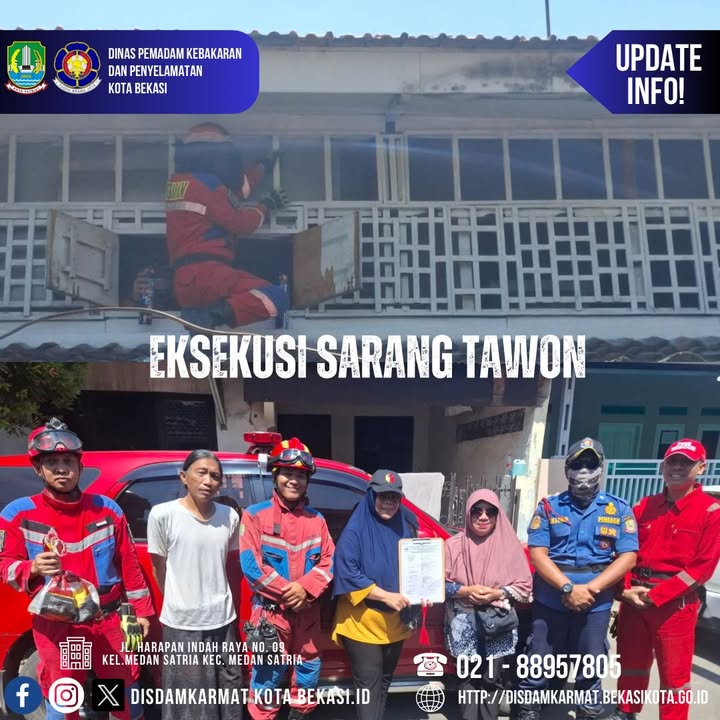 DINAS PEMADAM KEBAKARAN
DAN PENYELAMATAN
KOTA BEKASI
UPDATE
INFO!
EKSEKUSI SARANG TAWON
JL. HARAPAN INDAH RAYA NO. 09
KEL.MEDAN SATRIA KEC. MEDAN SATRIA
021 - 88957805
DISDAMKARMAT KOTA BEKASI.ID
HTTP://DISDAMKARMAT.BEKASIKOTA.GO.ID